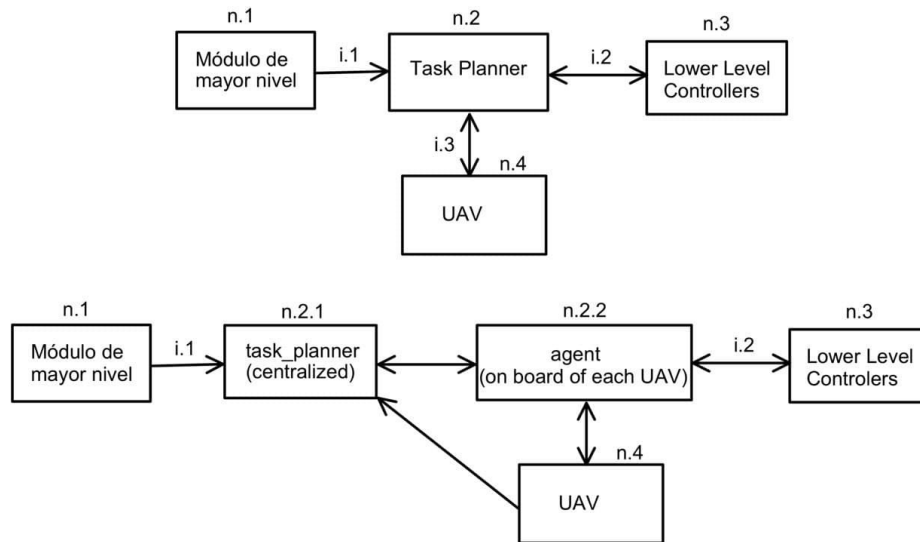 n.1
n.2
n.3
Módulo de
mayor nivel
i.1
Task Planner
i.2
Lower Level
Controllers
i.3
n.4
UAV
n.1
n.2.1
n.2.2
n.3
Módulo de
mayor nivel
i.1
task_planner
(centralized)
agent
(on board of each UAV)
i.2
Lower Level
Controlers
n.4
UAV